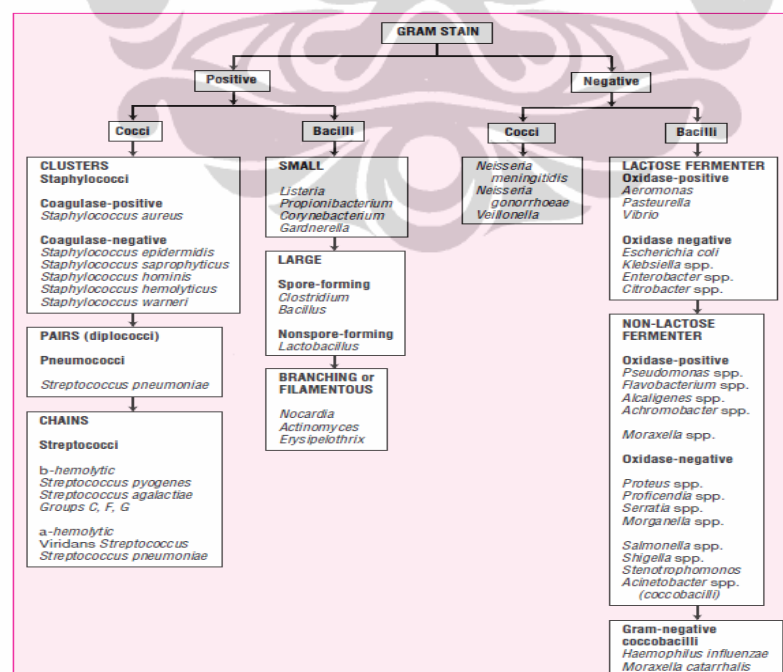 GRAM STAIN
Positive
Negative
Cocci
Bacilli
Cocci
Bacilli
CLUSTERS
Staphylococci
Coagulase-positive
Staphylococcus aureus
Coagulase-negative
Staphylococcus epidermidis
Staphylococcus saprophyticus
Staphylococcus hominis
Staphylococcus hemolyticus
Staphylococcus warneri
PAIRS (diplococci)
Pneumococci
Streptococcus pneumoniae
CHAINS
Streptococci
b-hemolytic
Streptococcus pyogenes
Streptococcus agalactiae
Groups C, F, G
a-hemolytic
Viridans Streptococcus
Streptococcus pneumoniae
SMALL
Listeria
Propionibacterium
Corynebacterium
Gardnerella
LARGE
Spore-forming
Clostridium
Bacillus
Nonspore-forming
Lactobacillus
BRANCHING or
FILAMENTOUS
Nocardia
Actinomyces
Erysipelothrix
Neisseria
meningitidis
Neisseria
gonorrhoeae
Veillonella
LACTOSE FERMENTER
Oxidase-positive
Aeromonas
Pasteurella
Vibrio
Oxidase negative
Escherichia coli
Klebsiella spp.
Enterobacter spp.
Citrobacter spp.
NON-LACTOSE
FERMENTER
Oxidase-positive
Pseudomonas spp.
Flavobacterium spp.
Alcaligenes spp.
Achromobacter spp.
Moraxella spp.
Oxidase-negative
Proteus spp.
Proficendia spp.
Serratia spp.
Morganella spp.
Salmonella spp.
Shigella spp.
Stenotrophomonos
Acinetobacter spp.
(coccobacilli)
Gram-negative
coccobacilli
Haemophilus influenzae
Moraxella catarrhalis